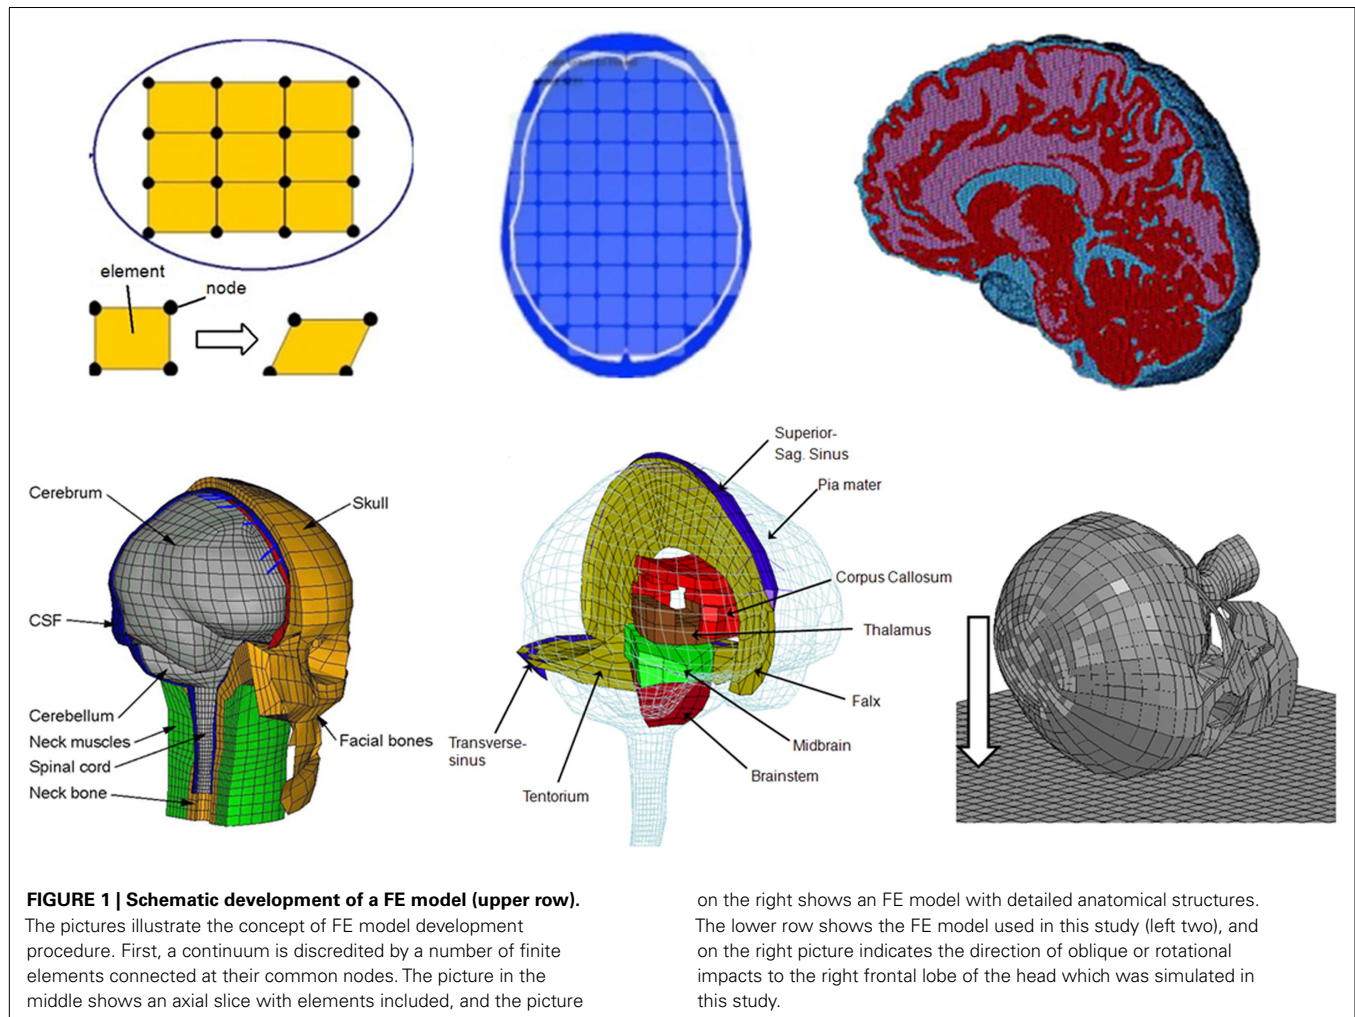 element
node
Superior-
Sag. Sinus
Pia mater
Cerebrum
Skull
Corpus Callosum
CSF
Thalamus
Falx
Cerebellum
Neck muscles
Facial bones
Transverse-
sinus
Midbrain
Spinal cord
Brainstem
Neck bone
Tentorium
FIGURE 1 | Schematic development of a FE model (upper row).
The pictures illustrate the concept of FE model development
procedure. First, a continuum is discredited by a number of finite
elements connected at their common nodes. The picture in the
middle shows an axial slice with elements included, and the picture
on the right shows an FE model with detailed anatomical structures.
The lower row shows the FE model used in this study (left two), and
on the right picture indicates the direction of oblique or rotational
impacts to the right frontal lobe of the head which was simulated in
this study.